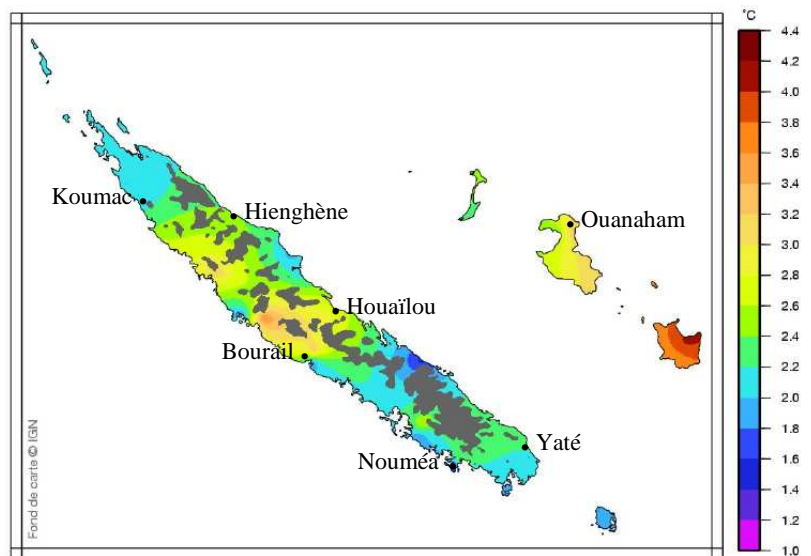 °C
4.4
4.2
4.0
3.8
3.6
3.4
3.2
3.0
2.8
2.6
2.4
2.2
2.0
1.8
1.6
1.4
1.2
1.0
Koumac
Hienghène
Ouanaham
Houaïlou
Bourail
Yaté
Nouméa
Fond de carte © IGN